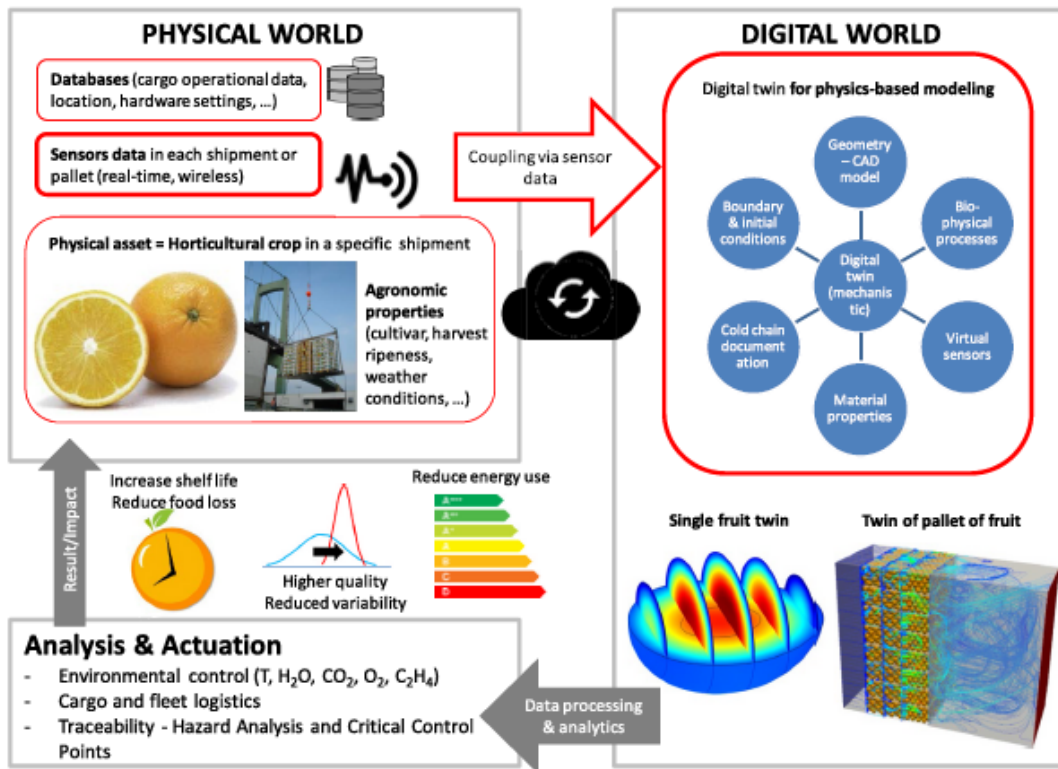 PHYSICAL WORLD
Databases (cargo operational data,
location, hardware settings, …)
Sensors data in each shipment or
pallet (real-time, wireless)
Physical asset = Horticultural crop in a specific shipment
Agronomic
properties
(cultivar, harvest
ripeness,
weather
conditions, …)
Coupling via sensor
data
DIGITAL WORLD
Digital twin for physics-based modeling
Geometry
– CAD
model
Boundary
& initial
conditions
Bio-
physical
processes
Digital
twin
(mechanis
tic)
Cold chain
document
ation
Virtual
sensors
Material
properties
Single fruit twin
Twin of pallet of fruit
Result/Impact
Increase shelf life
Reduce food loss
Higher quality
Reduced variability
Reduce energy use
A+++
A++
A+
A
B
C
D
Analysis & Actuation
- Environmental control (T, H₂O, CO₂, O₂, C₂H₄)
- Cargo and fleet logistics
- Traceability - Hazard Analysis and Critical Control
Points
Data processing
& analytics